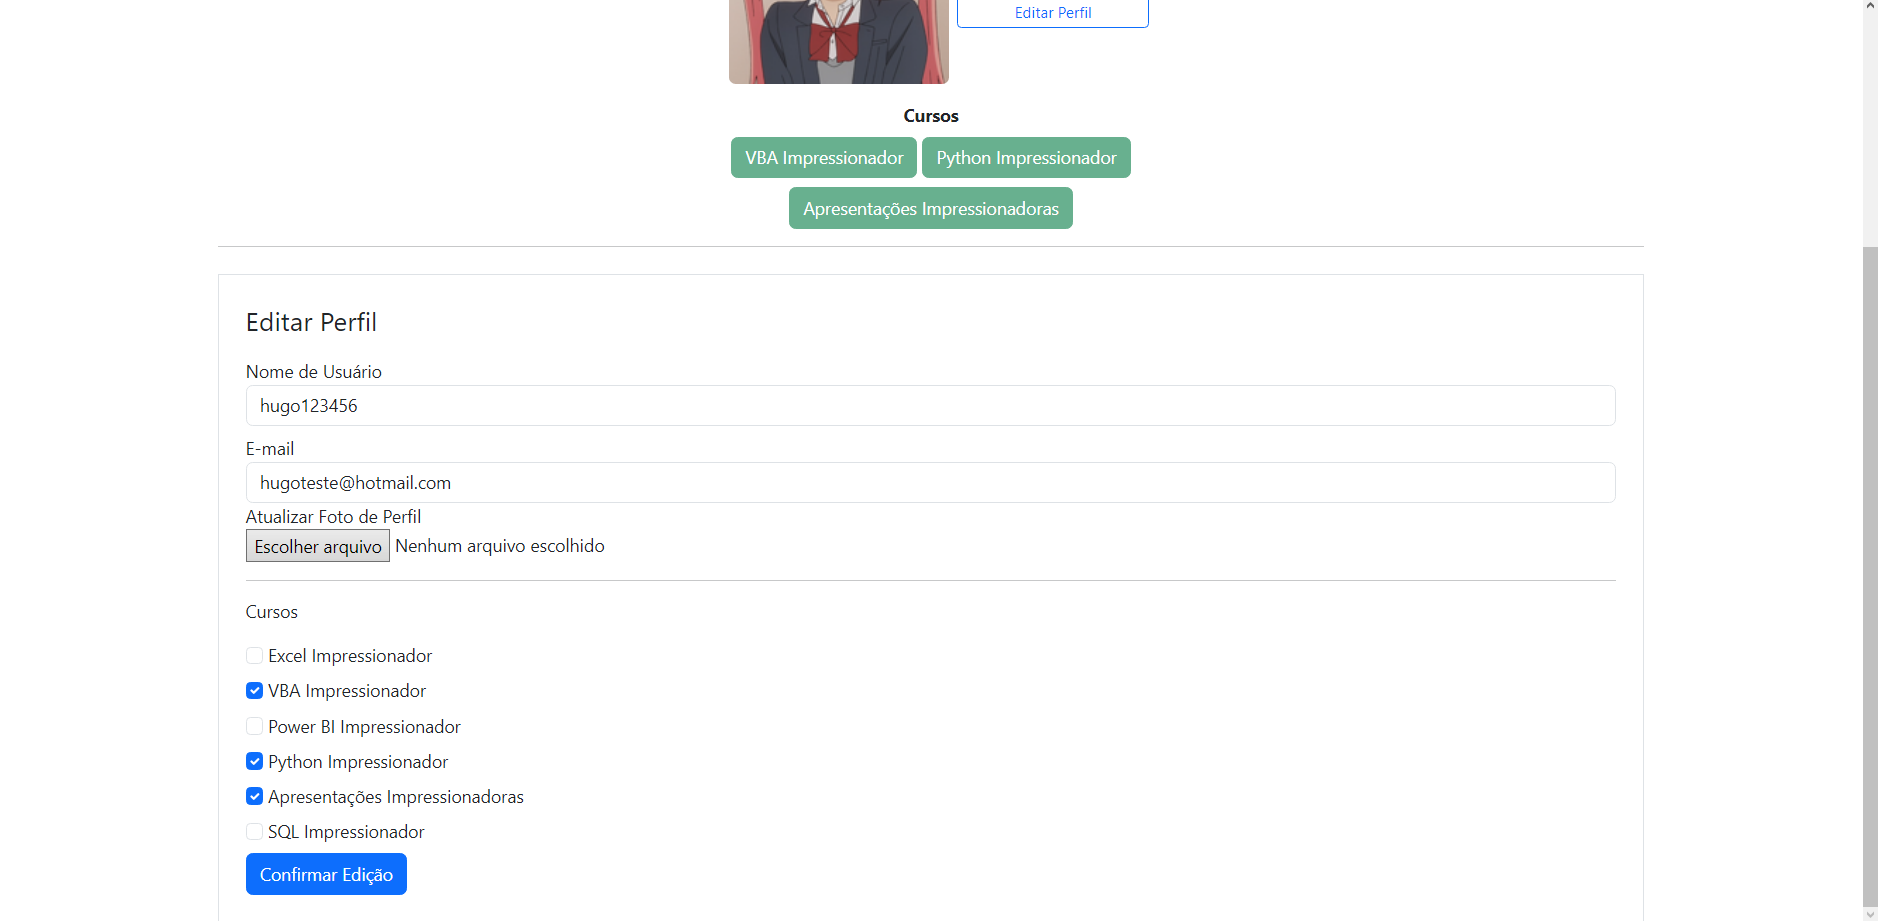 Editar Perfil
Cursos
VBA Impressionador Python Impressionador
Apresentações Impressionadoras
Editar Perfil
Nome de Usuário
hugo123456
E-mail
hugoteste@hotmail.com
Atualizar Foto de Perfil
Escolher arquivo Nenhum arquivo escolhido
Cursos
Excel Impressionador
VBA Impressionador
Power BI Impressionador
Python Impressionador
Apresentações Impressionadoras
SQL Impressionador
Confirmar Edição